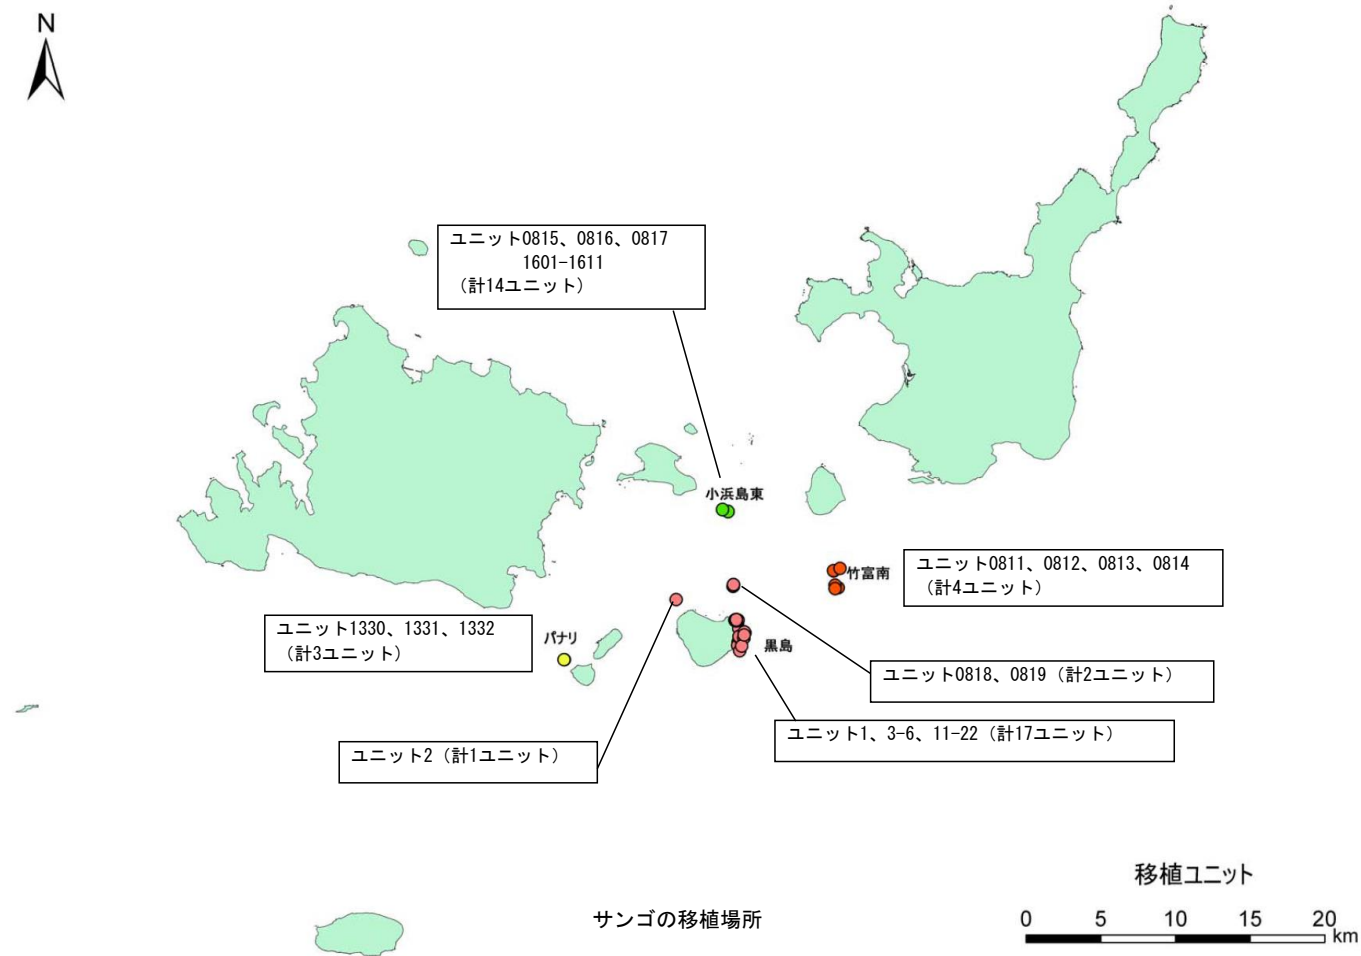 N
ユニット0815、0816、0817
1601-1611
（計14ユニット）
小浜島東
竹富南
ユニット0811、0812、0813、0814
（計4ユニット）
ユニット1330、1331、1332
（計3ユニット）
パナリ
黒島
ユニット0818、0819（計2ユニット）
ユニット1、3-6、11-22（計17ユニット）
ユニット2（計1ユニット）
移植ユニット
サンゴの移植場所
0 5 10 15 20
km